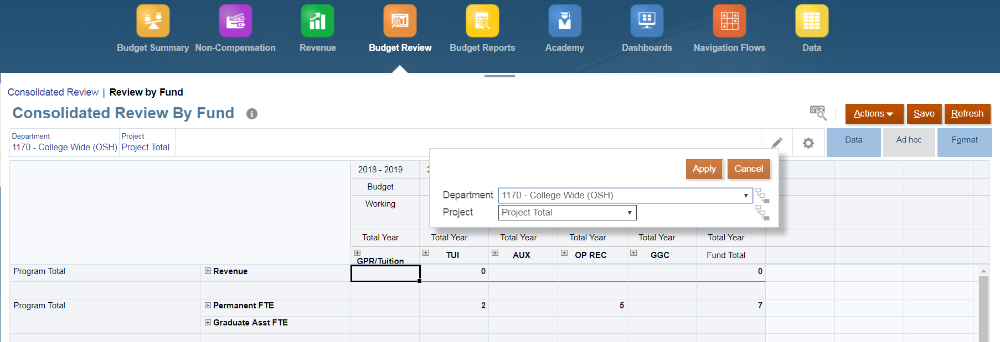 Budget Summary Non-Compensation Revenue Budget Review Budget Reports Academy Dashboards Navigation Flows Data
Consolidated Review | Review by Fund
Consolidated Review By Fund
Actions Save Refresh
Department Project
1170 - College Wide (OSH) Project Total
Data Ad hoc Format
2018 - 2019
Apply Cancel
Budget
Department 1170 - College Wide (OSH)
Working
Project Project Total
Total Year Total Year Total Year Total Year Total Year Total Year
GPR/Tuition TUI AUX OP REC GGC Fund Total
Program Total Revenue 0 0
Program Total Permanent FTE 2 5 7
Graduate Asst FTE